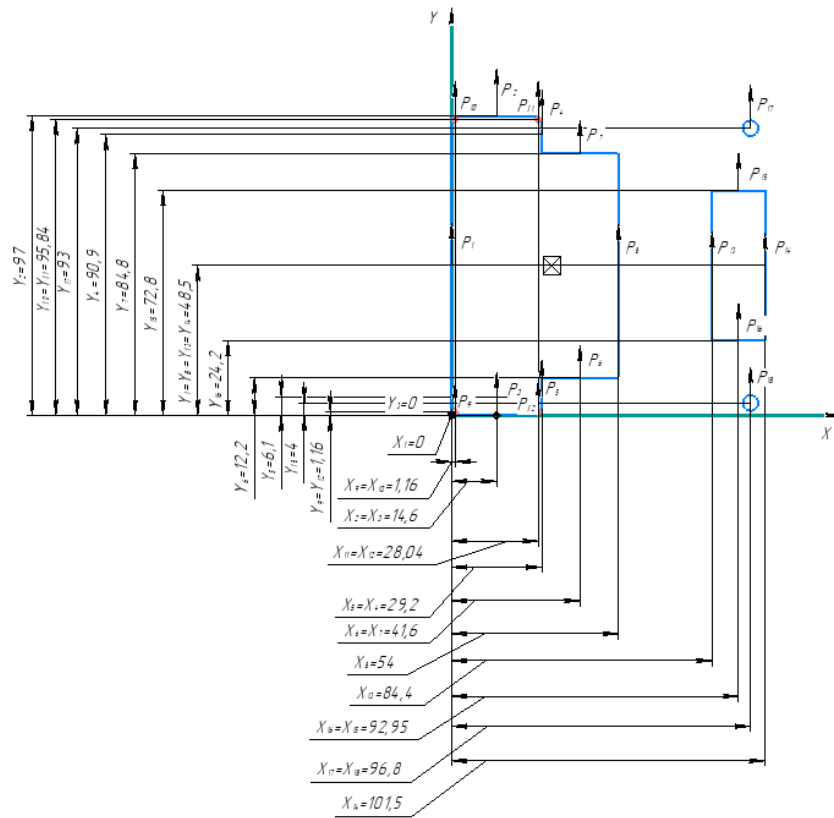 Y
P₁₀
P₂
P₁₁
P₄
P₁₇
P₇
P₁₅
P₁
P₈
P₁₃
P₁₄
P₁₆
P₆
P₁₈
P₃
P₅
P₉
P₁₂
X
Y₂=97
Y₁₀=Y₁₁=95,84
Y₁₇=93
Y₄=90,9
Y₇=84,8
Y₁₅=72,8
Y₁=Y₈=Y₁₃=Y₁₄=48,5
Y₁₆=24,2
Y₃=0
Y₆=12,2
Y₅=6,1
Y₁₈=4
Y₉=Y₁₂=1,16
X₁=0
X₉=X₁₀=1,16
X₂=X₃=14,6
X₁₁=X₁₂=28,04
X₅=X₄=29,2
X₆=X₇=41,6
X₈=54
X₁₃=84,4
X₁₆=X₁₅=92,95
X₁₇=X₁₈=96,8
X₁₄=101,5